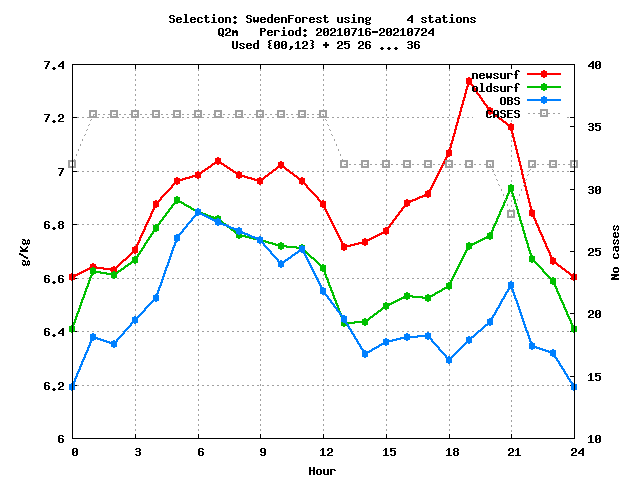 Selection: SwedenForest using     4 stations
Q2m   Period: 20210716-20210724
Used {00,12} + 25 26 ... 36
7.4
7.2
7
6.8
6.6
6.4
6.2
6
g/Kg
40
35
30
25
20
15
10
No cases
newsurf
oldsurf
OBS
CASES
0 3 6 9 12 15 18 21 24
Hour